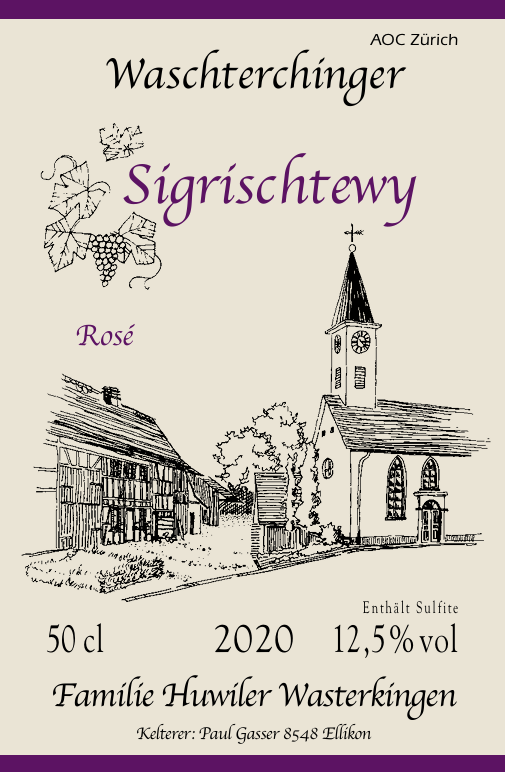 AOC Zürich
Waschterchinger
Sigrischtewy
Rosé
Enthält Sulfite
50 cl 2020 12,5% vol
Familie Huwiler Wasterkingen
Kelterer: Paul Gasser 8548 Ellikon